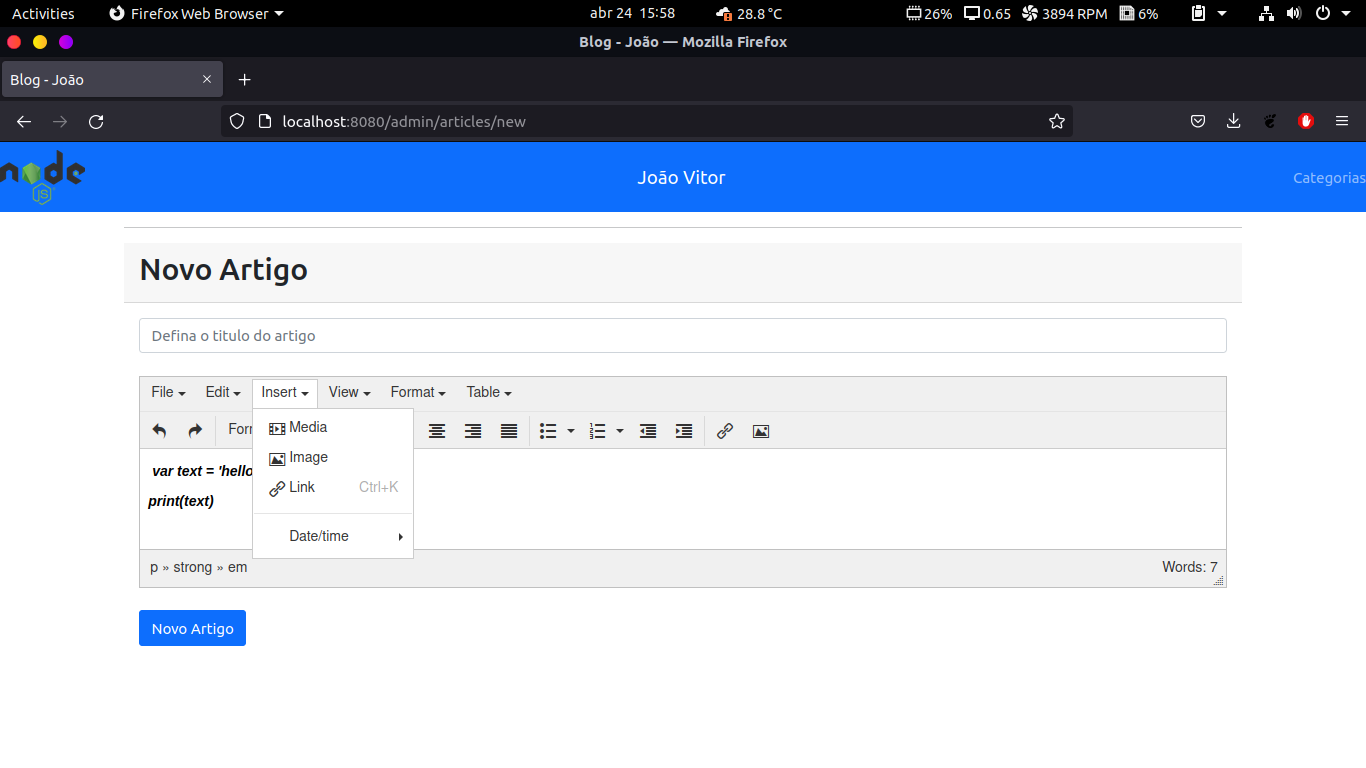 Activities Firefox Web Browser abr 24 15:58 28.8 °C 26% 0.65 3894 RPM 6%
Blog - João — Mozilla Firefox
Blog - João
localhost:8080/admin/articles/new
node
JS
João Vitor Categorias
Novo Artigo
Defina o titulo do artigo
File Edit Insert View Format Table
Media
Image
Link Ctrl+K
Date/time
var text = 'hello
print(text)
p » strong » em Words: 7
Novo Artigo